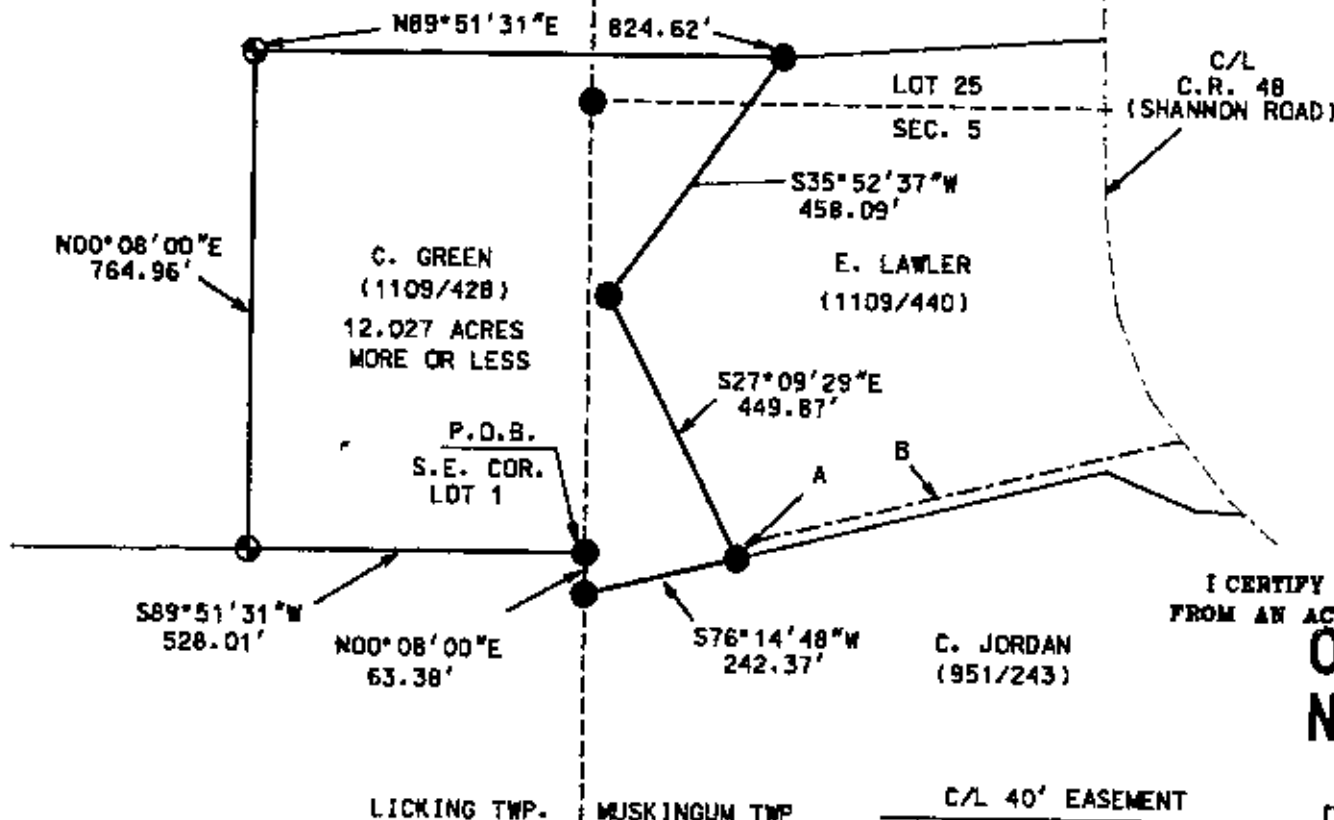 N89°51'31"E 824.62'
LOT 25
SEC. 5
C/L
C.R. 48
(SHANNON ROAD)
S35°52'37"W
458.09'
N00°08'00"E
764.96'
C. GREEN
(1109/428)
12.027 ACRES
MORE OR LESS
E. LAWLER
(1109/440)
S27°09'29"E
449.87'
P.O.B.
S.E. COR.
LOT 1
A
B
S89°51'31"W
528.01'
N00°08'00"E
63.38'
S76°14'48"W
242.37'
C. JORDAN
(951/243)
I CERTIFY
FROM AN AC
O
N
LICKING TWP. MUSKINGUM TWP
C/L 40' EASEMENT